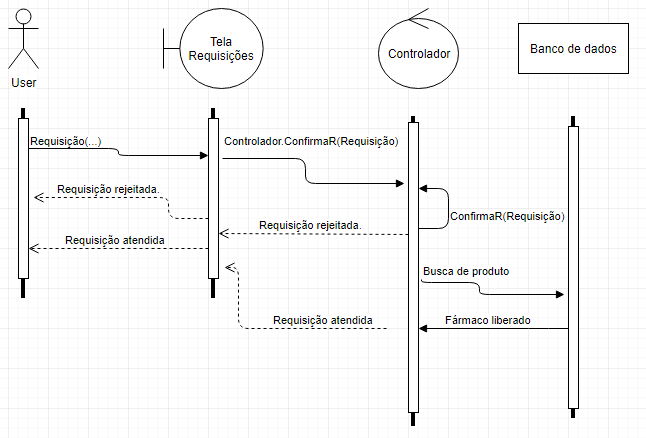 Tela
Requisições
Controlador
Banco de dados
User
Requisição(...)
Controlador.ConfirmaR(Requisição)
Requisição rejeitada.
ConfirmaR(Requisição)
Requisição rejeitada.
Requisição atendida
Busca de produto
Requisição atendida
Fármaco liberado